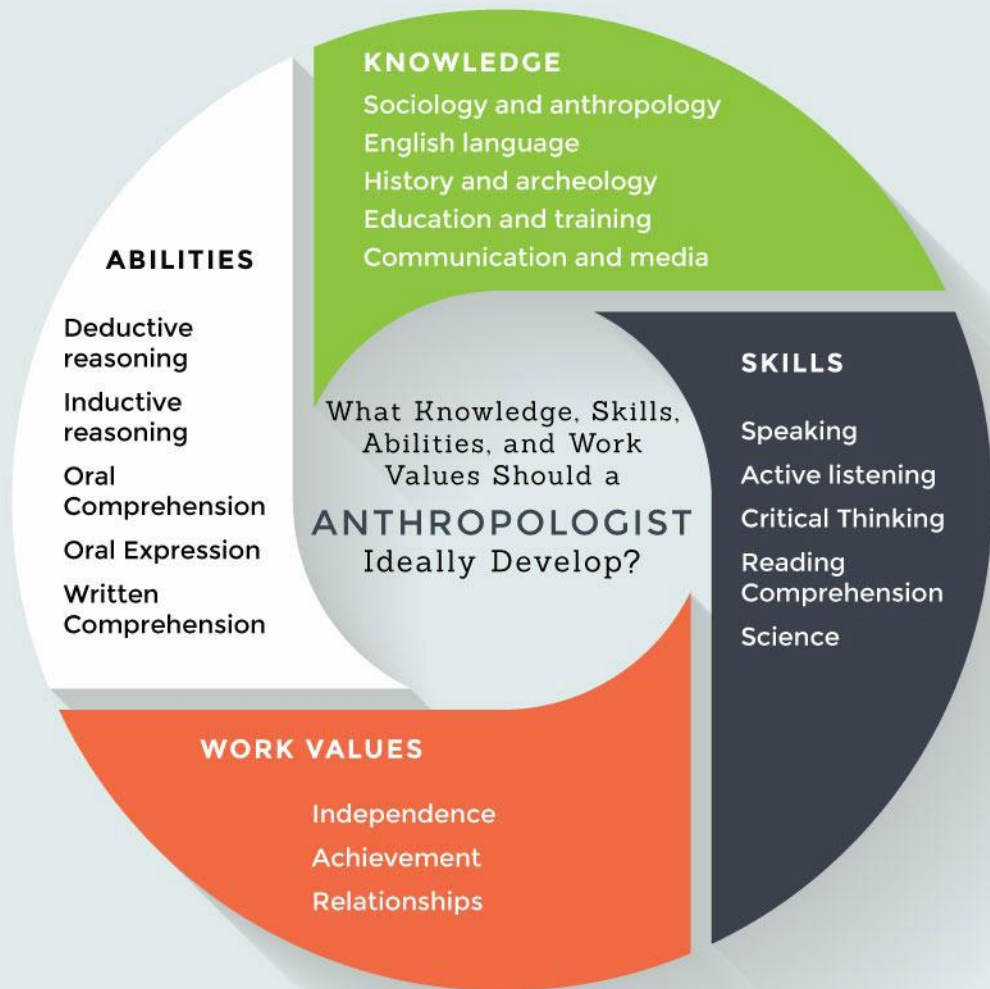 KNOWLEDGE
Sociology and anthropology
English language
History and archeology
Education and training
Communication and media
ABILITIES
Deductive
reasoning
Inductive
reasoning
Oral
Comprehension
Oral Expression
Written
Comprehension
What Knowledge, Skills,
Abilities, and Work
Values Should a
ANTHROPOLOGIST
Ideally Develop?
SKILLS
Speaking
Active listening
Critical Thinking
Reading
Comprehension
Science
WORK VALUES
Independence
Achievement
Relationships